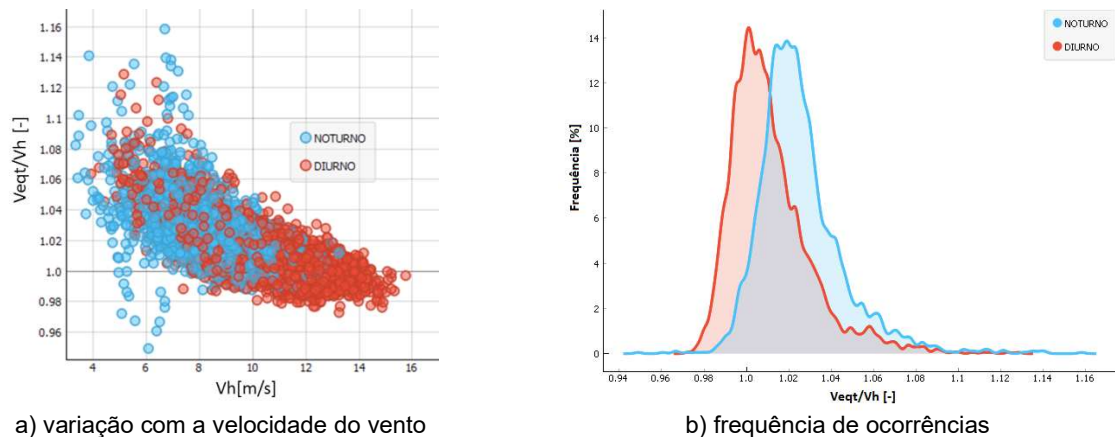 1.16
1.14
1.12
1.1
1.08
1.06
1.04
1.02
1.0
0.98
0.96
Veqt/Vh [-]
NOTURNO
DIURNO
4 6 8 10 12 14 16
Vh[m/s]
a) variação com a velocidade do vento
NOTURNO
DIURNO
14
12
10
8
6
4
2
0
Frequência [%]
0.94 0.96 0.98 1.0 1.02 1.04 1.06 1.08 1.1 1.12 1.14 1.16
Veqt/Vh [-]
b) frequência de ocorrências